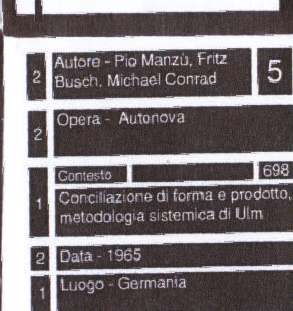 2 Autore - Pio Manzù, Fritz 5
Busch, Michael Conrad
2 Opera - Autonova
Contesto 698
1 Conciliazione di forma e prodotto,
metodologia sistemica di Ulm
2 Data - 1965
1 Luogo - Germania